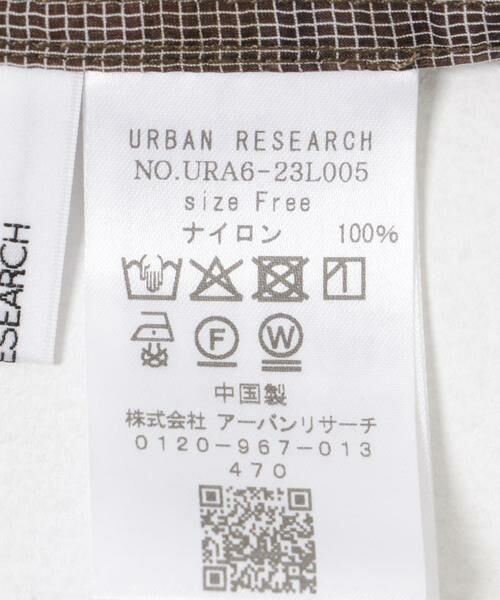 URBAN RESEARCH
NO.URA6-23L005
size Free
ナイロン 100%
F W
中国製
株式会社 アーバンリサーチ
0120-967-013
470
ESEARCH